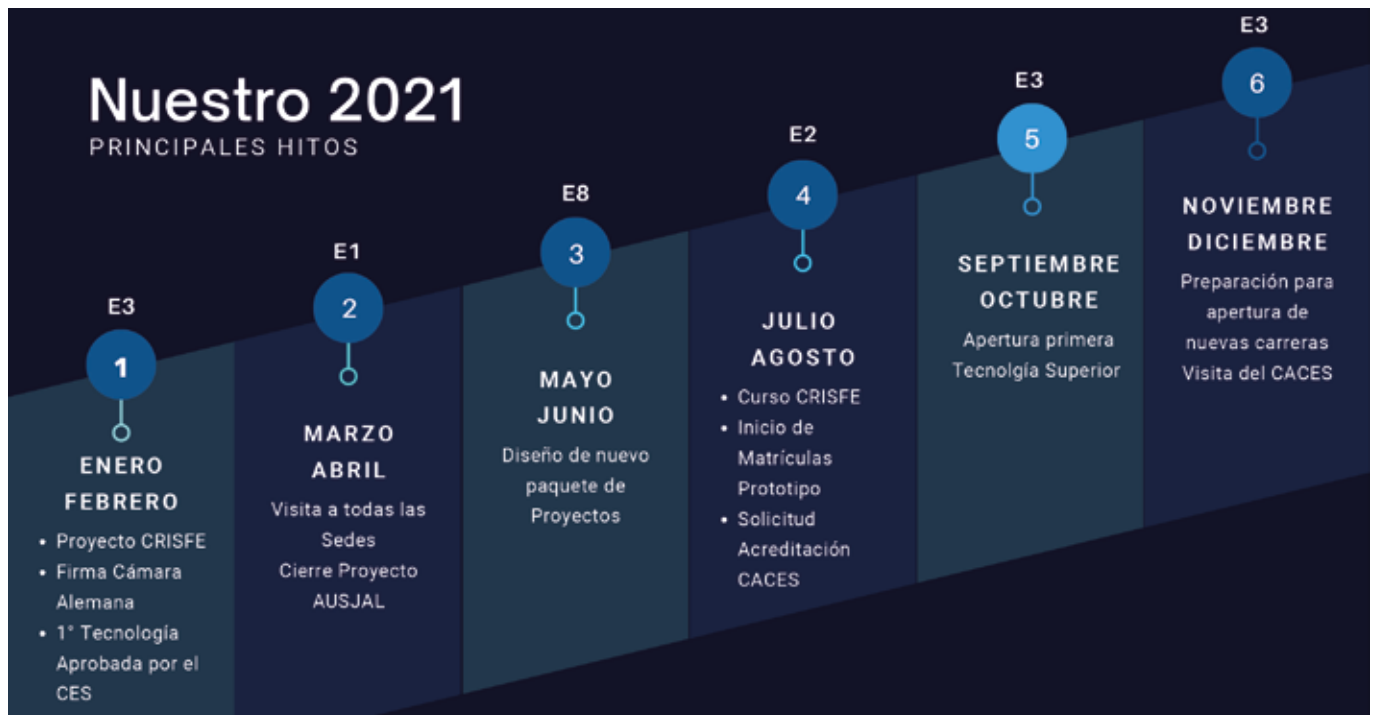 Nuestro 2021
PRINCIPALES HITOS
E3
1
ENERO
FEBRERO
• Proyecto CRISFE
• Firma Cámara
Alemana
• 1° Tecnología
Aprobada por el
CES
E1
2
MARZO
ABRIL
Visita a todas las
Sedes
Cierre Proyecto
AUSJAL
E8
3
MAYO
JUNIO
Diseño de nuevo
paquete de
Proyectos
E2
4
JULIO
AGOSTO
• Curso CRISFE
• Inicio de
Matrículas
Prototipo
• Solicitud
Acreditación
CACES
E3
5
SEPTIEMBRE
OCTUBRE
Apertura primera
Tecnolgía Superior
E3
6
NOVIEMBRE
DICIEMBRE
Preparación para
apertura de
nuevas carreras
Visita del CACES